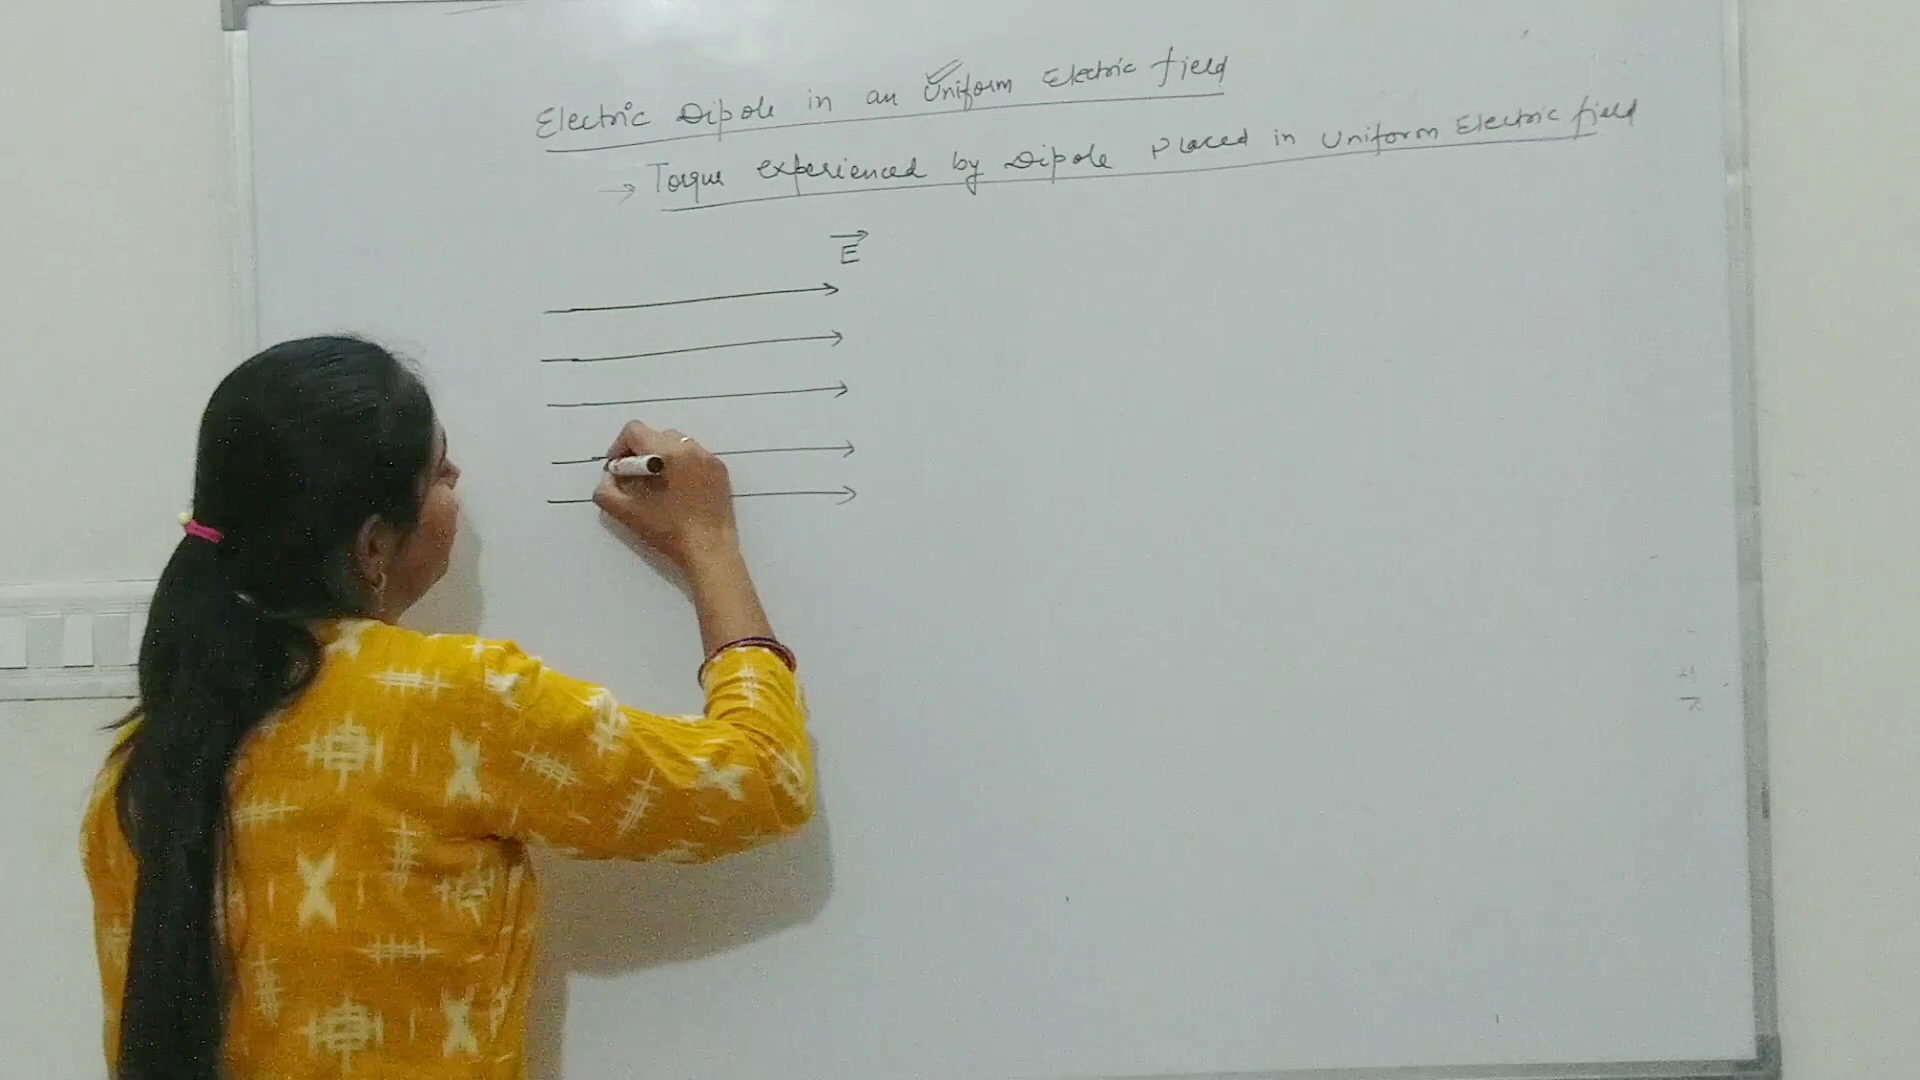 Electric Dipole in an Uniform Electric field
→ Torque experienced by Dipole Placed in Uniform Electric field
E